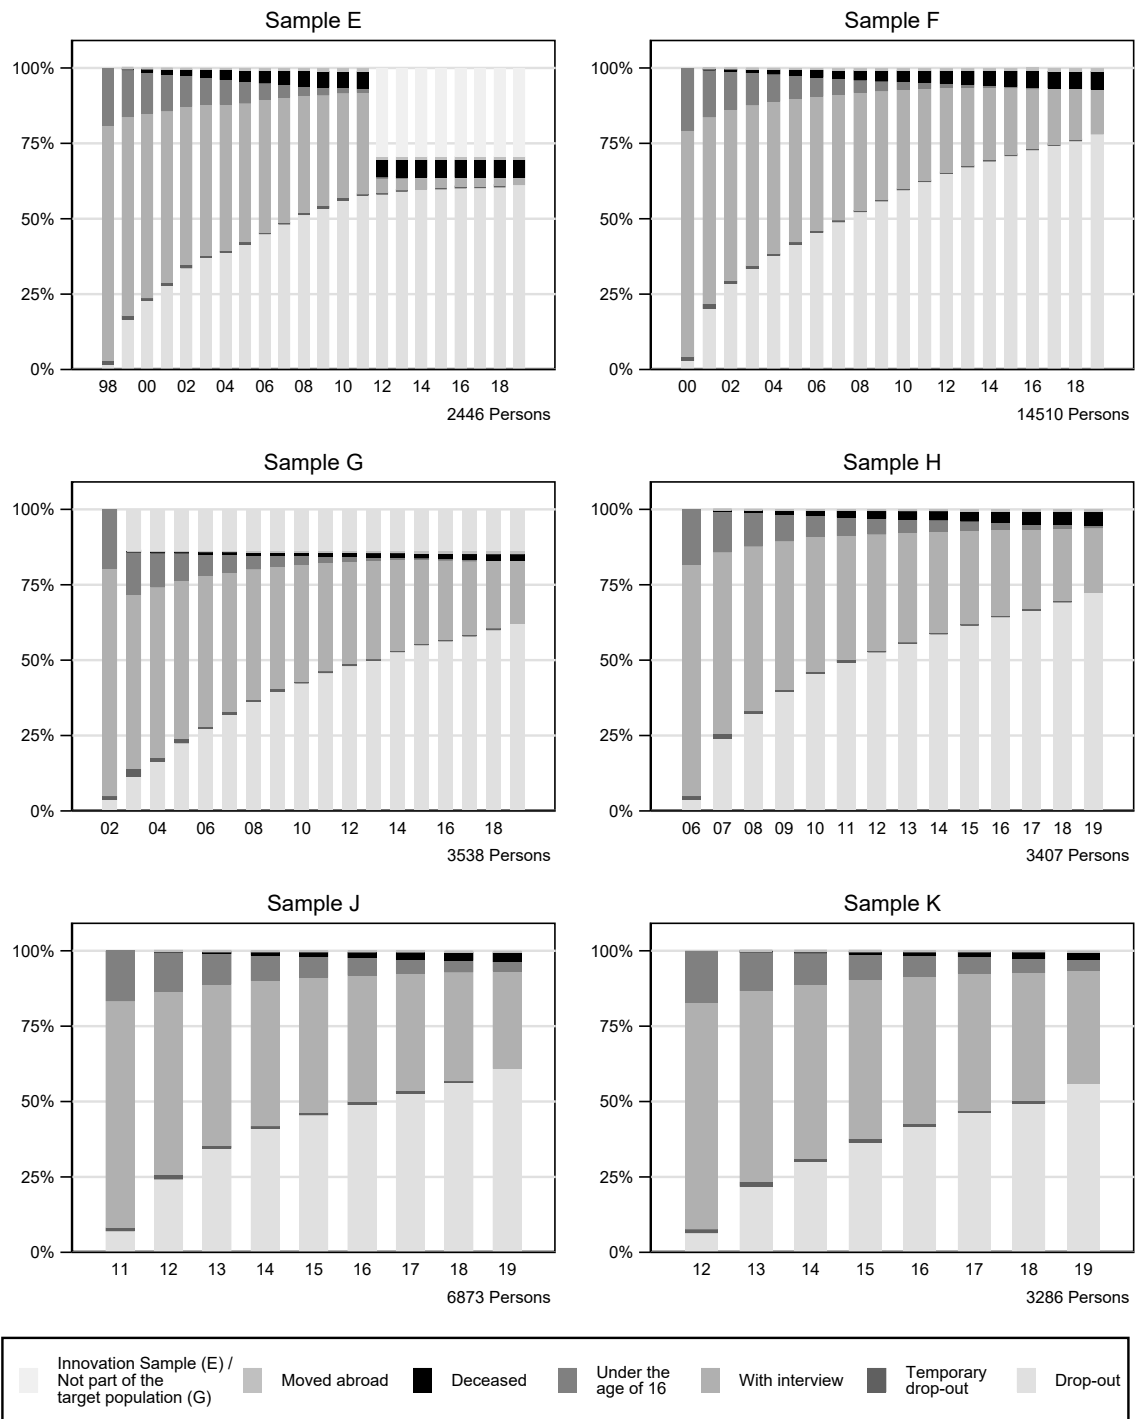 Sample E
Sample F
100%
75%
50%
25%
0%
98 00 02 04 06 08 10 12 14 16 18
2446 Persons
100%
75%
50%
25%
0%
00 02 04 06 08 10 12 14 16 18
14510 Persons
Sample G
Sample H
100%
75%
50%
25%
0%
02 04 06 08 10 12 14 16 18
3538 Persons
100%
75%
50%
25%
0%
06 07 08 09 10 11 12 13 14 15 16 17 18 19
3407 Persons
Sample J
Sample K
100%
75%
50%
25%
0%
11 12 13 14 15 16 17 18 19
6873 Persons
100%
75%
50%
25%
0%
12 13 14 15 16 17 18 19
3286 Persons
Innovation Sample (E) /
Not part of the
target population (G)
Moved abroad
Deceased
Under the
age of 16
With interview
Temporary
drop-out
Drop-out